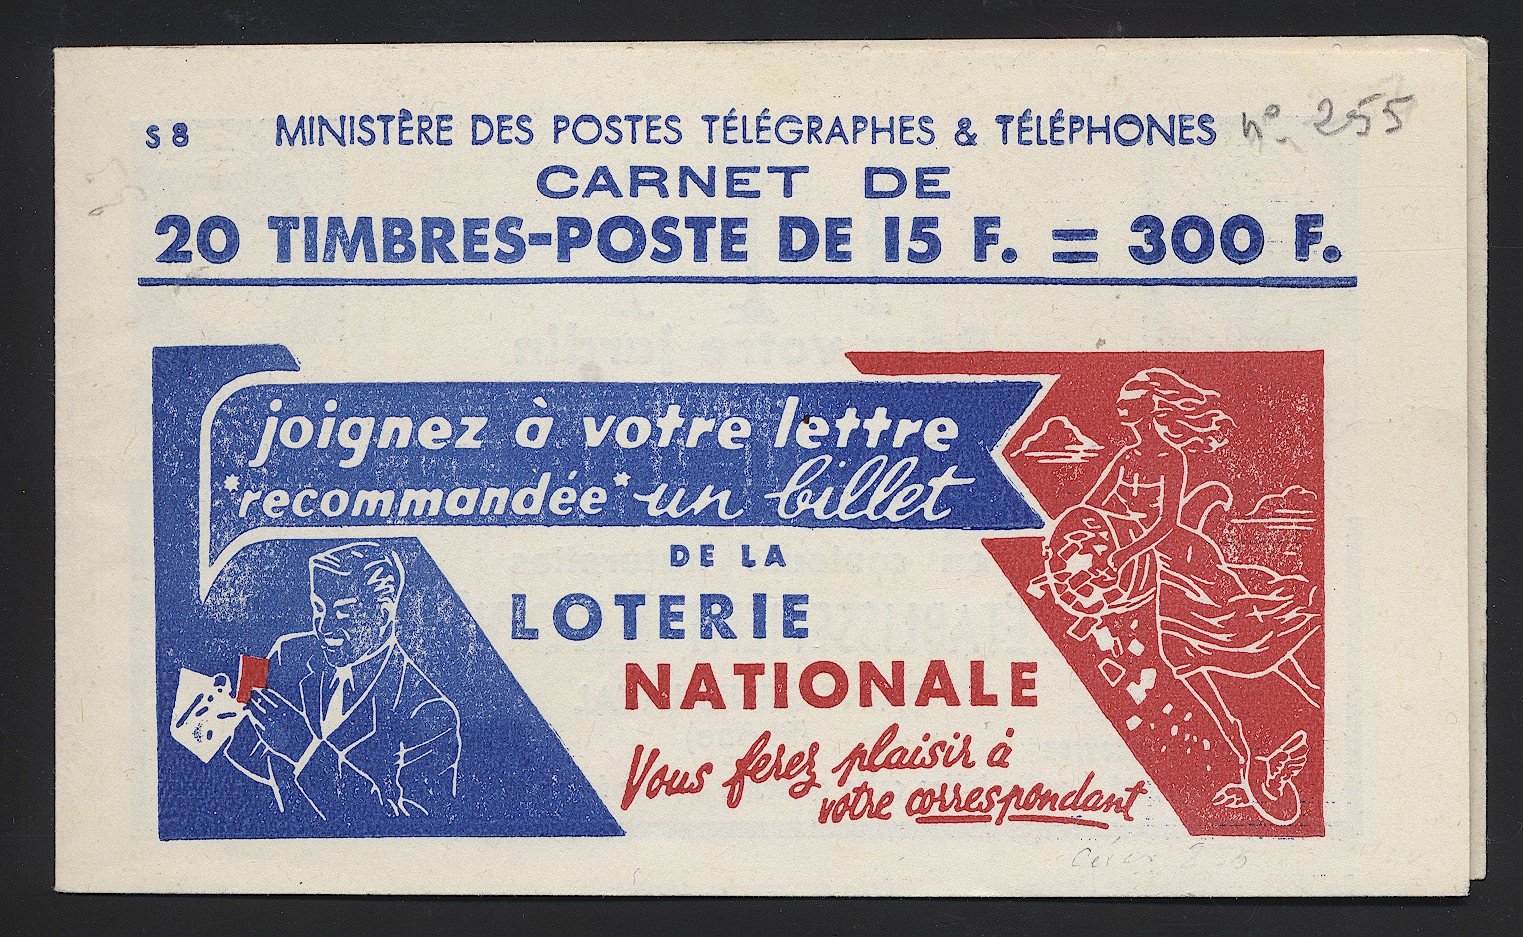 S 8 MINISTÈRE DES POSTES TÉLÉGRAPHES & TÉLÉPHONES nº 255
CARNET DE
20 TIMBRES-POSTE DE 15 F. = 300 F.
joignez à votre lettre
*recommandée* un billet
DE LA
LOTERIE
NATIONALE
Vous ferez plaisir à
votre correspondant